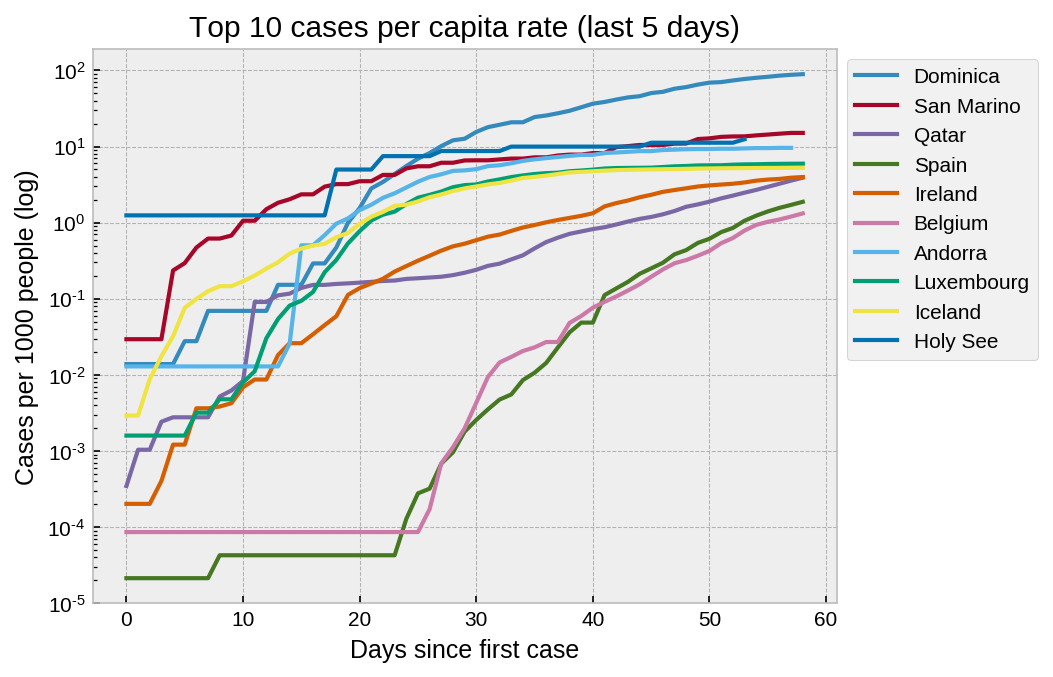 Top 10 cases per capita rate (last 5 days)
Cases per 1000 people (log)
10²
10¹
10⁰
10⁻¹
10⁻²
10⁻³
10⁻⁴
10⁻⁵
0 10 20 30 40 50 60
Days since first case
Dominica
San Marino
Qatar
Spain
Ireland
Belgium
Andorra
Luxembourg
Iceland
Holy See